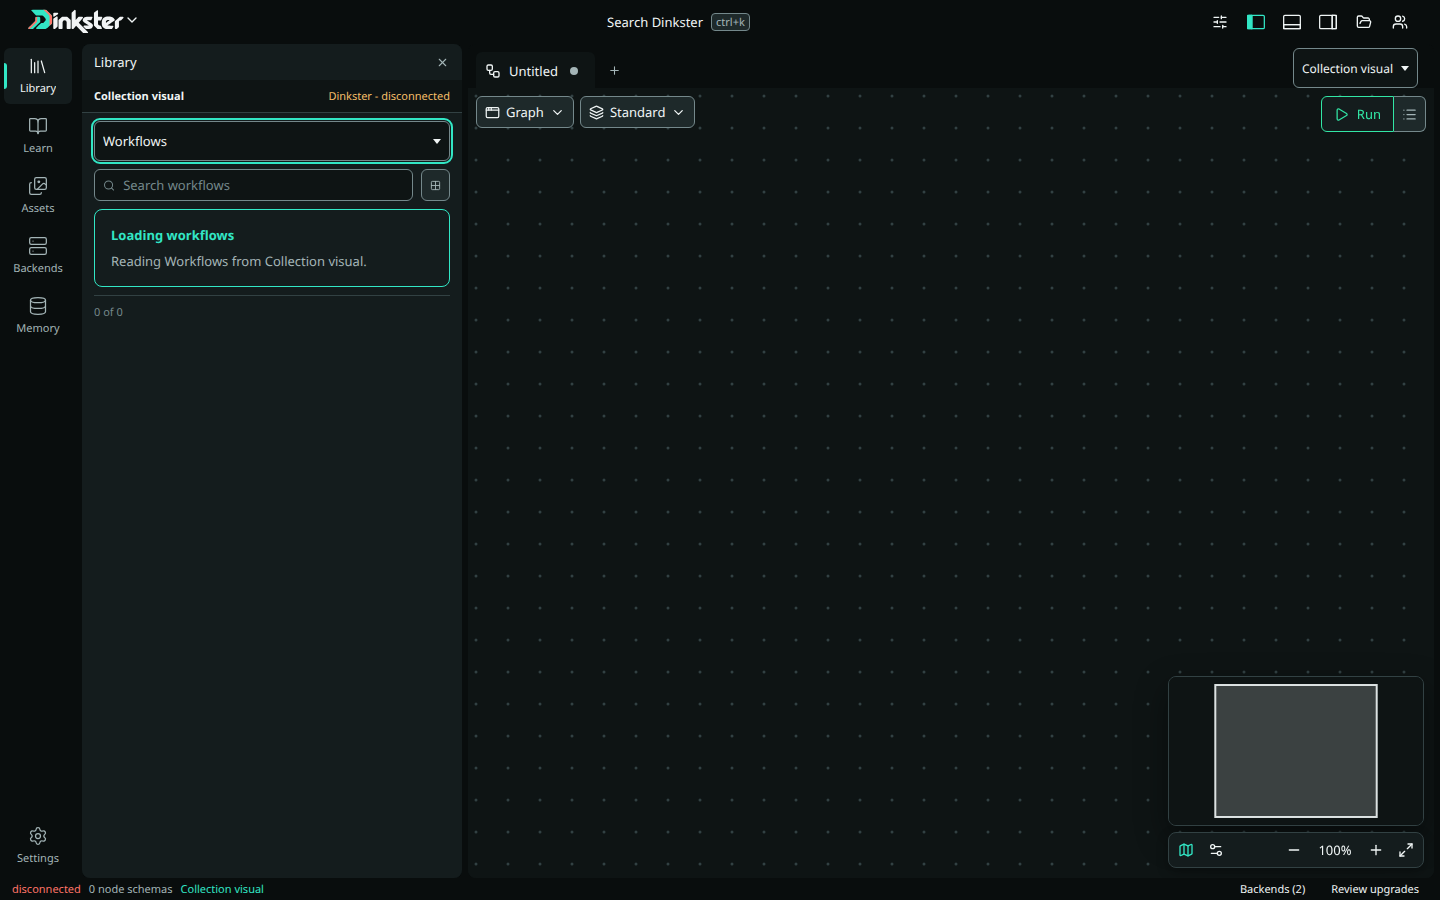 Dinkster
Search Dinkster ctrl+k
Library
Learn
Assets
Backends
Memory
Settings
Library
Collection visual Dinkster - disconnected
Workflows
Search workflows
Loading workflows
Reading Workflows from Collection visual.
0 of 0
Untitled
Collection visual
Graph
Standard
Run
100%
disconnected 0 node schemas Collection visual
Backends (2) Review upgrades